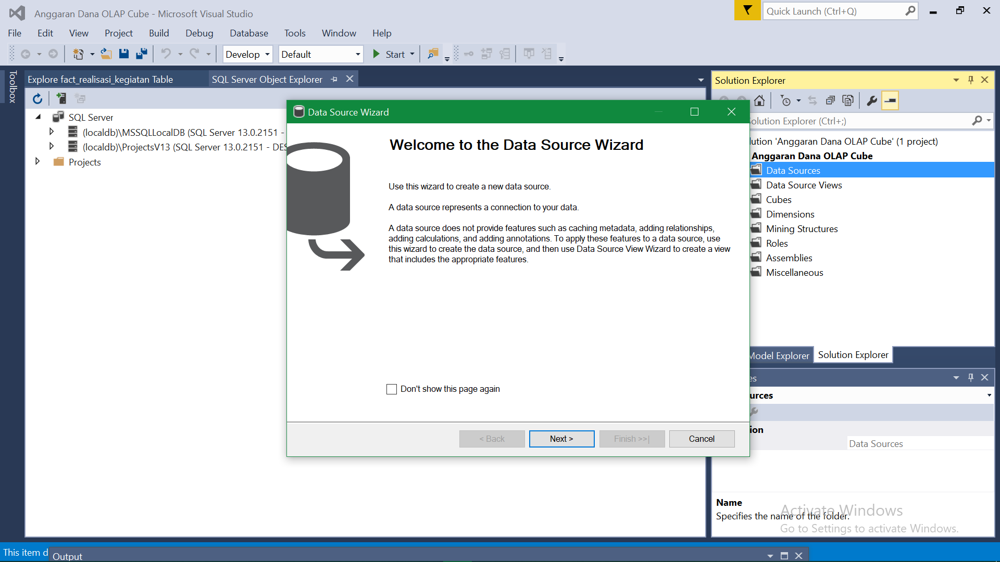 Anggaran Dana OLAP Cube - Microsoft Visual Studio
Quick Launch (Ctrl+Q)
File Edit View Project Build Debug Database Tools Window Help
Develop Default Start
Toolbox
Explore fact_realisasi_kegiatan Table
SQL Server Object Explorer
SQL Server
(localdb)\MSSQLLocalDB (SQL Server 13.0.2151 -
(localdb)\ProjectsV13 (SQL Server 13.0.2151 - DES
Projects
Data Source Wizard
Welcome to the Data Source Wizard
Use this wizard to create a new data source.
A data source represents a connection to your data.
A data source does not provide features such as caching metadata, adding relationships,
adding calculations, and adding annotations. To apply these features to a data source, use
this wizard to create the data source, and then use Data Source View Wizard to create a view
that includes the appropriate features.
Don't show this page again
< Back Next > Finish >>| Cancel
Solution Explorer
olution Explorer (Ctrl+;)
lution 'Anggaran Dana OLAP Cube' (1 project)
Anggaran Dana OLAP Cube
Data Sources
Data Source Views
Cubes
Dimensions
Mining Structures
Roles
Assemblies
Miscellaneous
Model Explorer Solution Explorer
es
urces
ion
Data Sources
Name
Specifies the name of the folder.
Activate Windows
Go to Settings to activate Windows.
This item d
Output